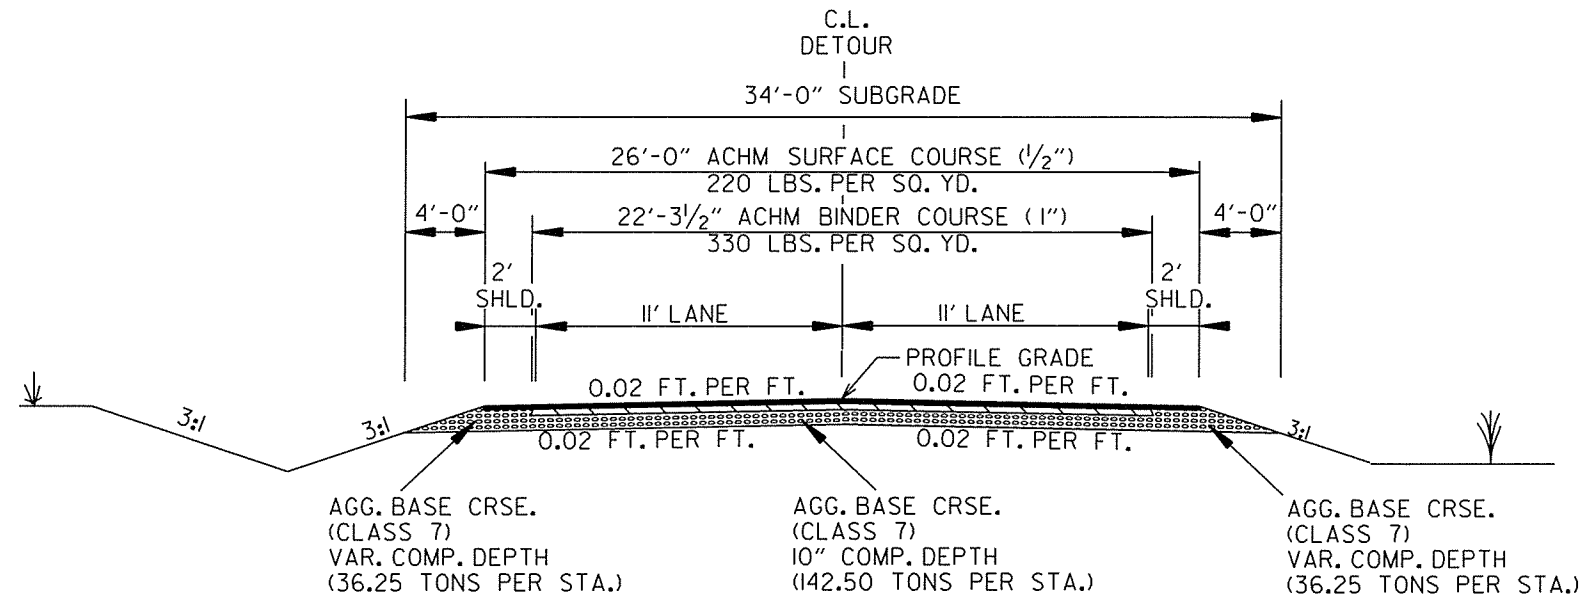 C.L.
DETOUR
34'-0" SUBGRADE
26'-0" ACHM SURFACE COURSE (1/2")
220 LBS. PER SQ. YD.
4'-0"
22'-3 1/2" ACHM BINDER COURSE (1")
4'-0"
330 LBS. PER SQ. YD.
2'
SHLD.
11' LANE
11' LANE
2'
SHLD.
PROFILE GRADE
0.02 FT. PER FT.
0.02 FT. PER FT.
3:1
3:1
0.02 FT. PER FT.
0.02 FT. PER FT.
3:1
AGG. BASE CRSE.
(CLASS 7)
VAR. COMP. DEPTH
(36.25 TONS PER STA.)
AGG. BASE CRSE.
(CLASS 7)
10" COMP. DEPTH
(142.50 TONS PER STA.)
AGG. BASE CRSE.
(CLASS 7)
VAR. COMP. DEPTH
(36.25 TONS PER STA.)